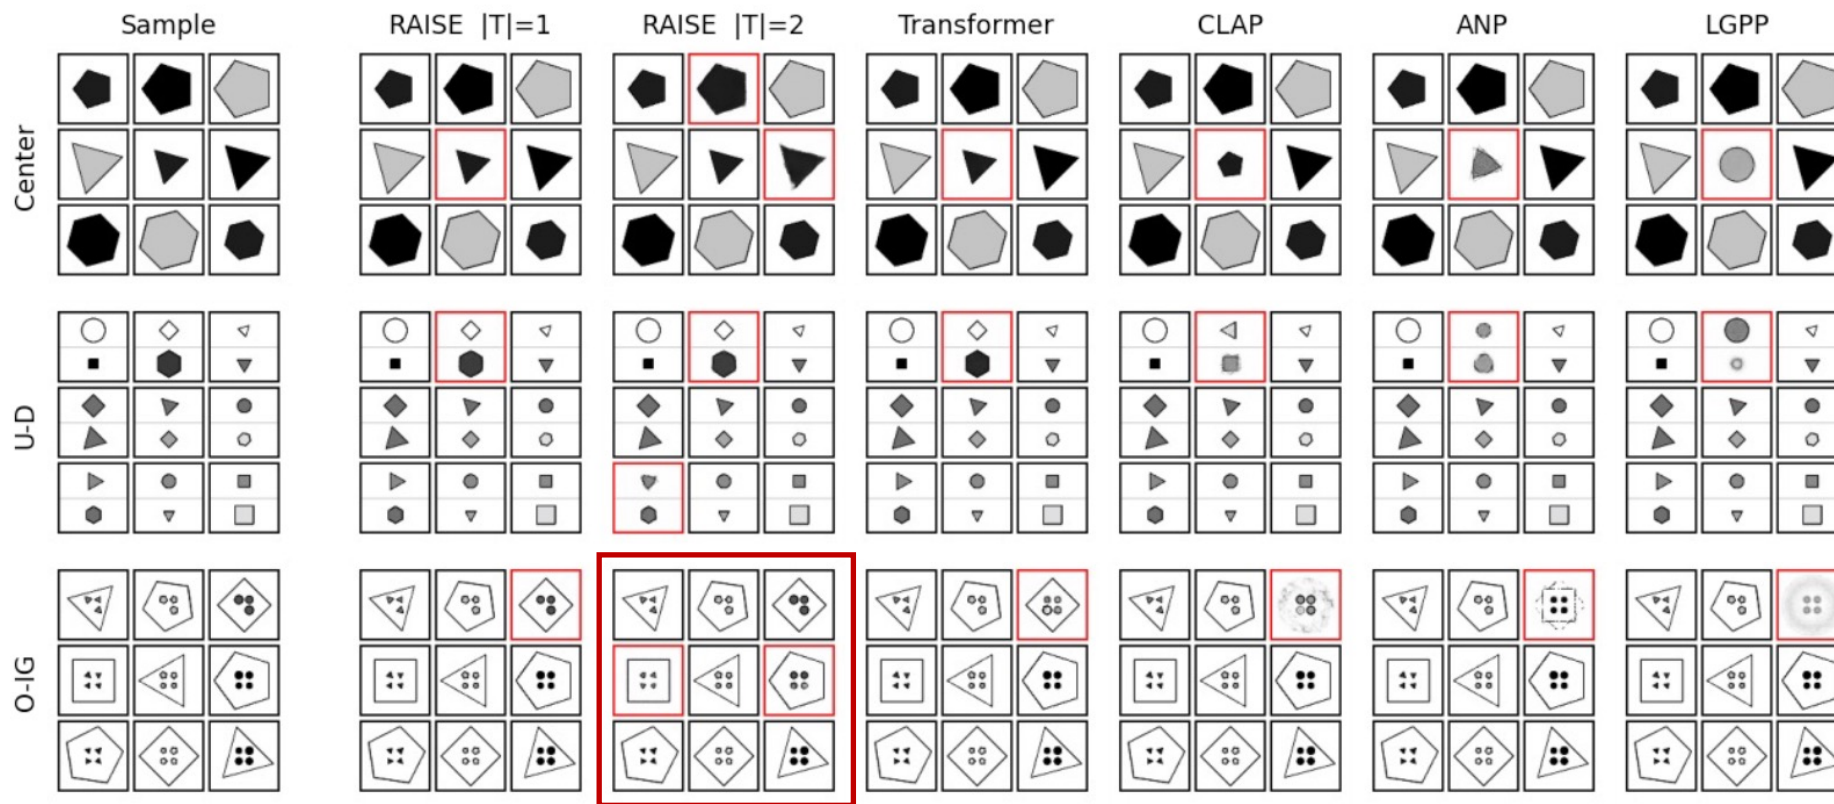 Sample RAISE |T|=1 RAISE |T|=2 Transformer CLAP ANP LGPP
Center
U-D
O-IG